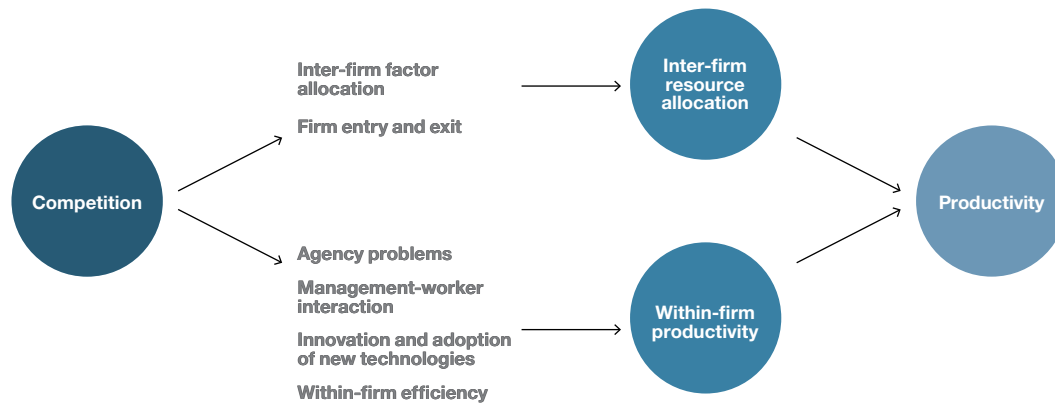 Competition
Inter-firm factor
allocation
Firm entry and exit
Inter-firm
resource
allocation
Agency problems
Management-worker
interaction
Innovation and adoption
of new technologies
Within-firm efficiency
Within-firm
productivity
Productivity